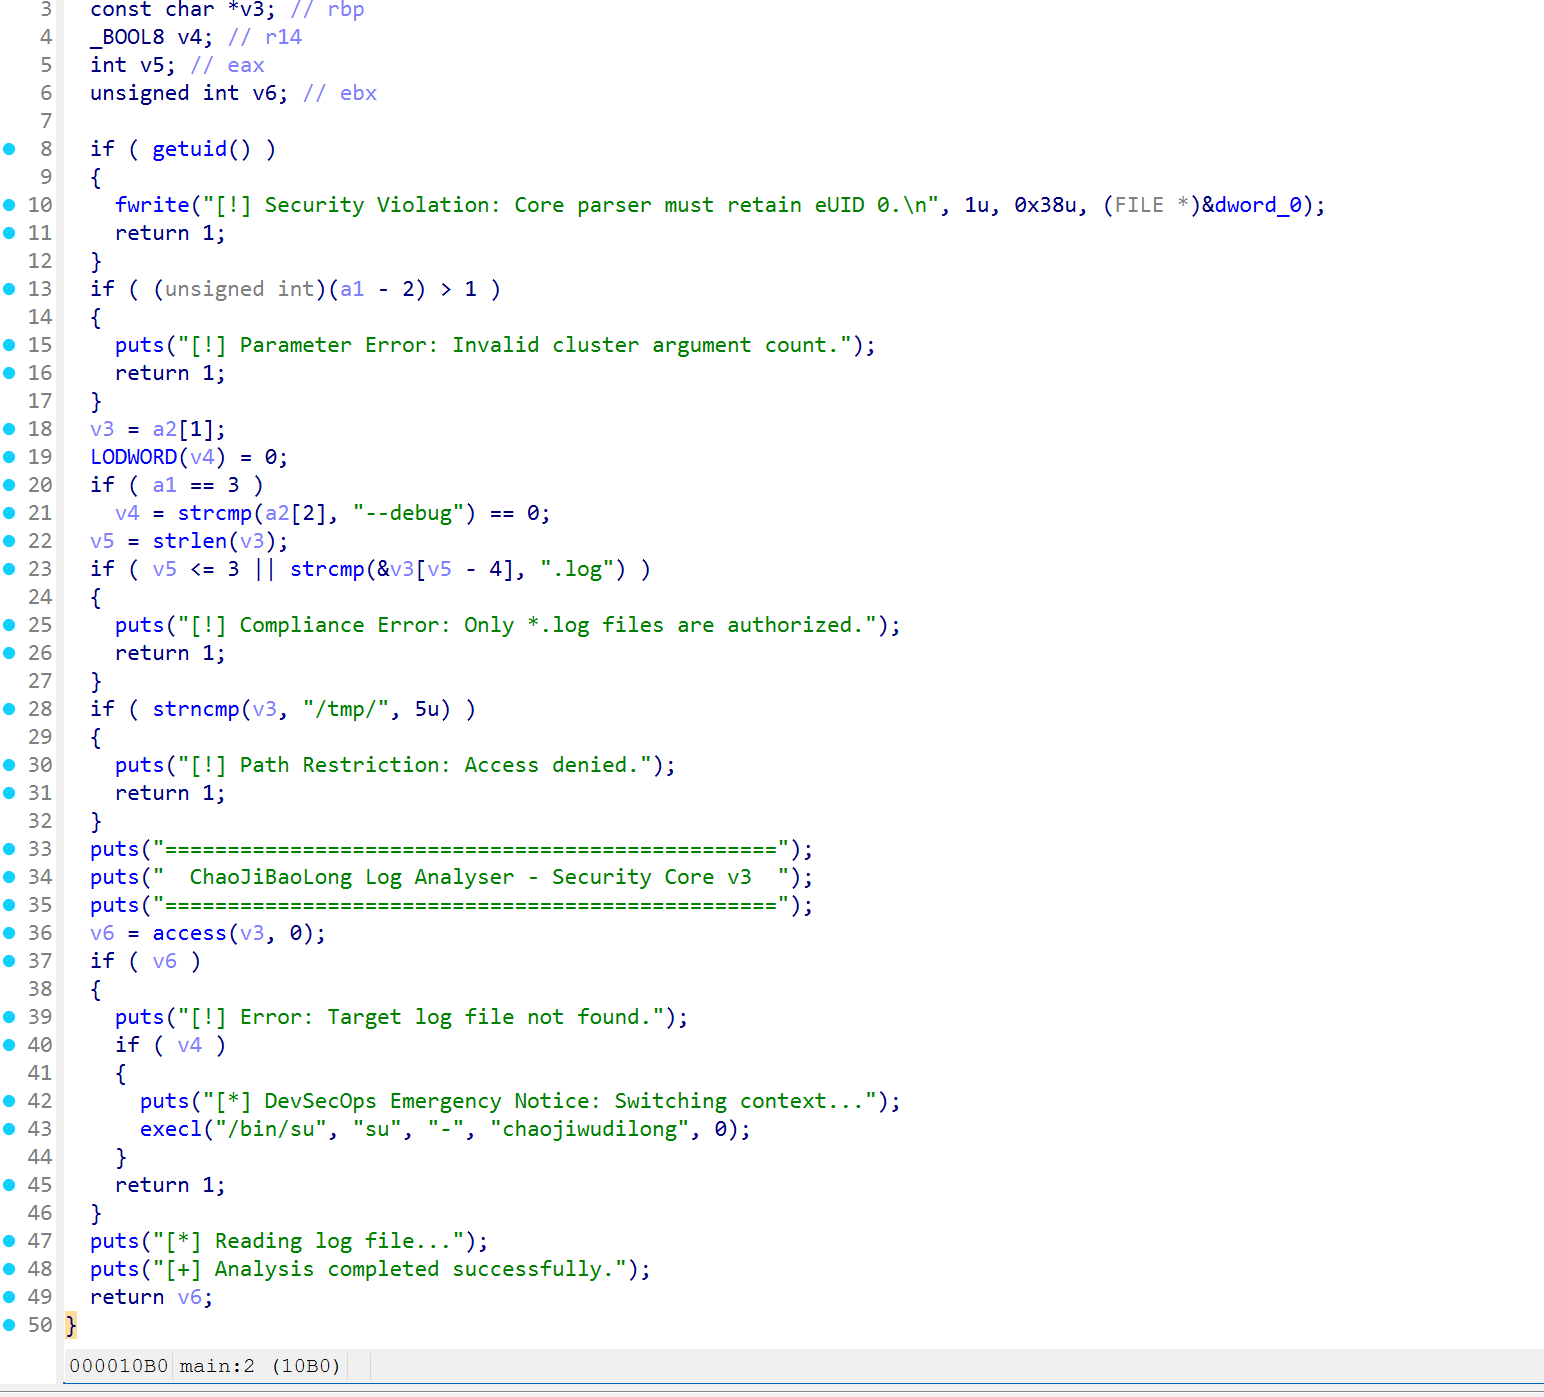 3 const char *v3; // rbp
4 _BOOL8 v4; // r14
5 int v5; // eax
6 unsigned int v6; // ebx
7
8 if ( getuid() )
9 {
10 fwrite("[!] Security Violation: Core parser must retain eUID 0.\n", 1u, 0x38u, (FILE *)&dword_0);
11 return 1;
12 }
13 if ( (unsigned int)(a1 - 2) > 1 )
14 {
15 puts("[!] Parameter Error: Invalid cluster argument count.");
16 return 1;
17 }
18 v3 = a2[1];
19 LODWORD(v4) = 0;
20 if ( a1 == 3 )
21 v4 = strcmp(a2[2], "--debug") == 0;
22 v5 = strlen(v3);
23 if ( v5 <= 3 || strcmp(&v3[v5 - 4], ".log") )
24 {
25 puts("[!] Compliance Error: Only *.log files are authorized.");
26 return 1;
27 }
28 if ( strncmp(v3, "/tmp/", 5u) )
29 {
30 puts("[!] Path Restriction: Access denied.");
31 return 1;
32 }
33 puts("=================================================");
34 puts("  ChaoJiBaoLong Log Analyser - Security Core v3  ");
35 puts("=================================================");
36 v6 = access(v3, 0);
37 if ( v6 )
38 {
39 puts("[!] Error: Target log file not found.");
40 if ( v4 )
41 {
42 puts("[*] DevSecOps Emergency Notice: Switching context...");
43 execl("/bin/su", "su", "-", "chaojiwudilong", 0);
44 }
45 return 1;
46 }
47 puts("[*] Reading log file...");
48 puts("[+] Analysis completed successfully.");
49 return v6;
50 }
000010B0 main:2 (10B0)